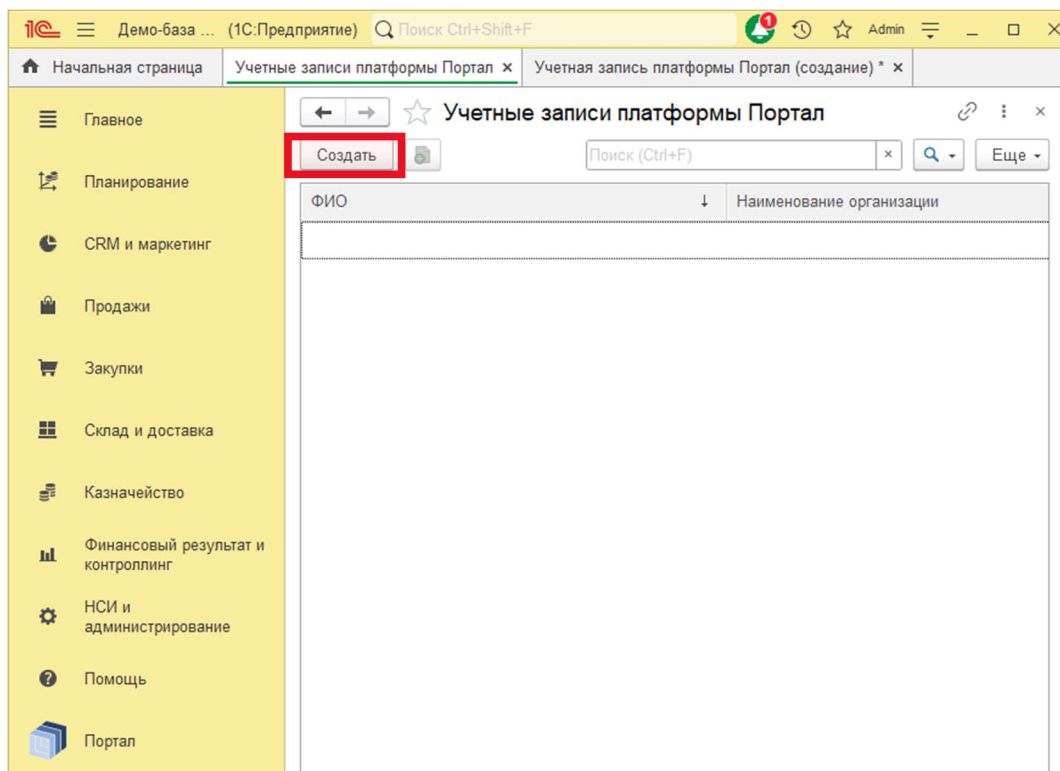 1С Демо-база ... (1С:Предприятие) Поиск Ctrl+Shift+F 1 Admin
Начальная страница Учетные записи платформы Портал × Учетная запись платформы Портал (создание) * ×
Учетные записи платформы Портал
Создать Поиск (Ctrl+F) × Еще
ФИО ↓ Наименование организации
Главное
Планирование
CRM и маркетинг
Продажи
Закупки
Склад и доставка
Казначейство
Финансовый результат и
контроллинг
НСИ и
администрирование
Помощь
Портал